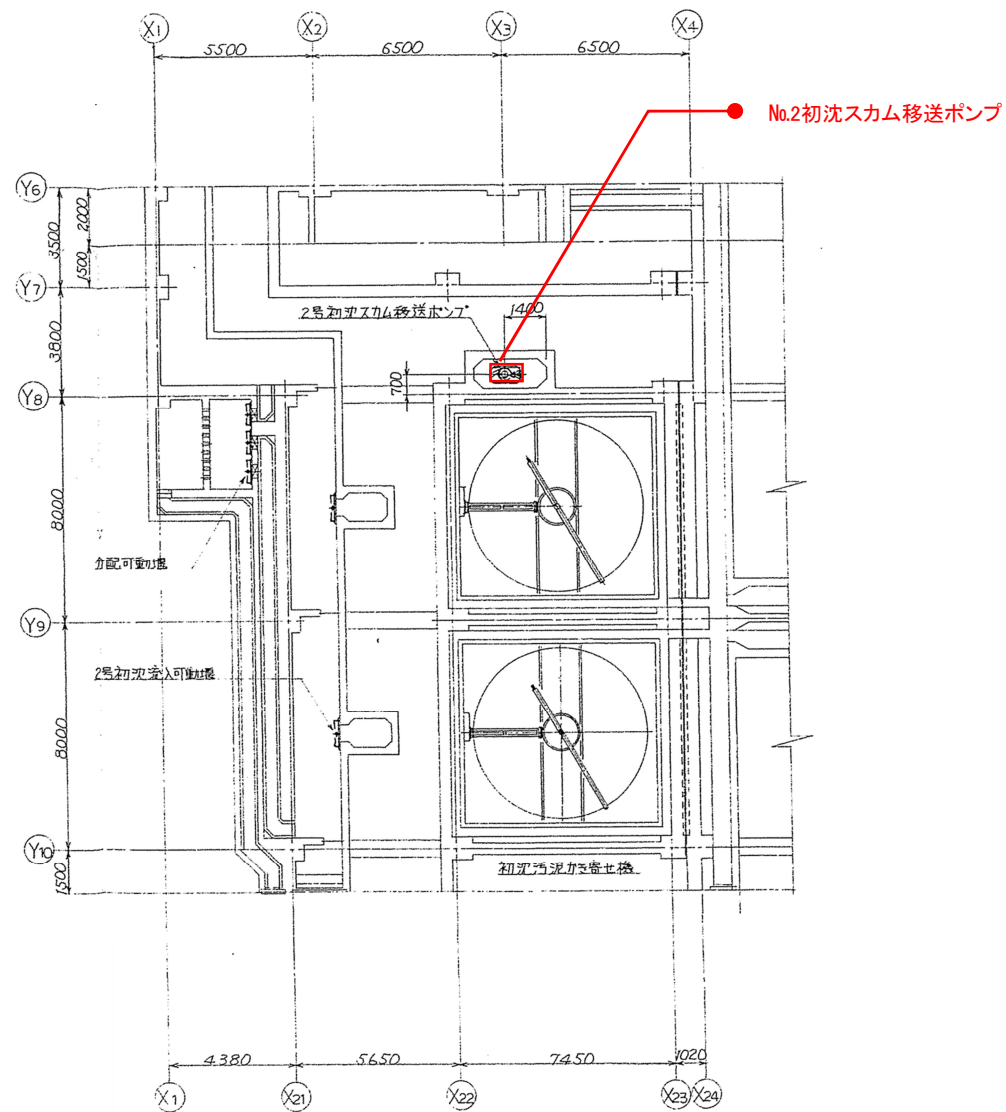 X1
X2
X3
X4
5500
6500
6500
No.2初沈スカム移送ポンプ
Y6
2000
3500
1500
Y7
2号初沈スカム移送ポンプ
1400
3800
700
Y8
8000
分配可動堰
Y9
2号初沈流入可動堰
8000
Y10
初沈汚泥かき寄せ機
1500
4380
5650
7450
1020
X1
X21
X22
X23
X24